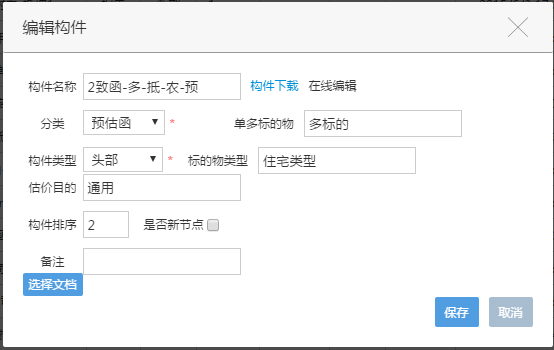 编辑构件
构件名称 2致函-多-抵-农-预 构件下载 在线编辑
分类 预估函 * 单多标的物 多标的
构件类型 头部 * 标的物类型 住宅类型
估价目的 通用
构件排序 2 是否新节点
备注
选择文档
保存 取消